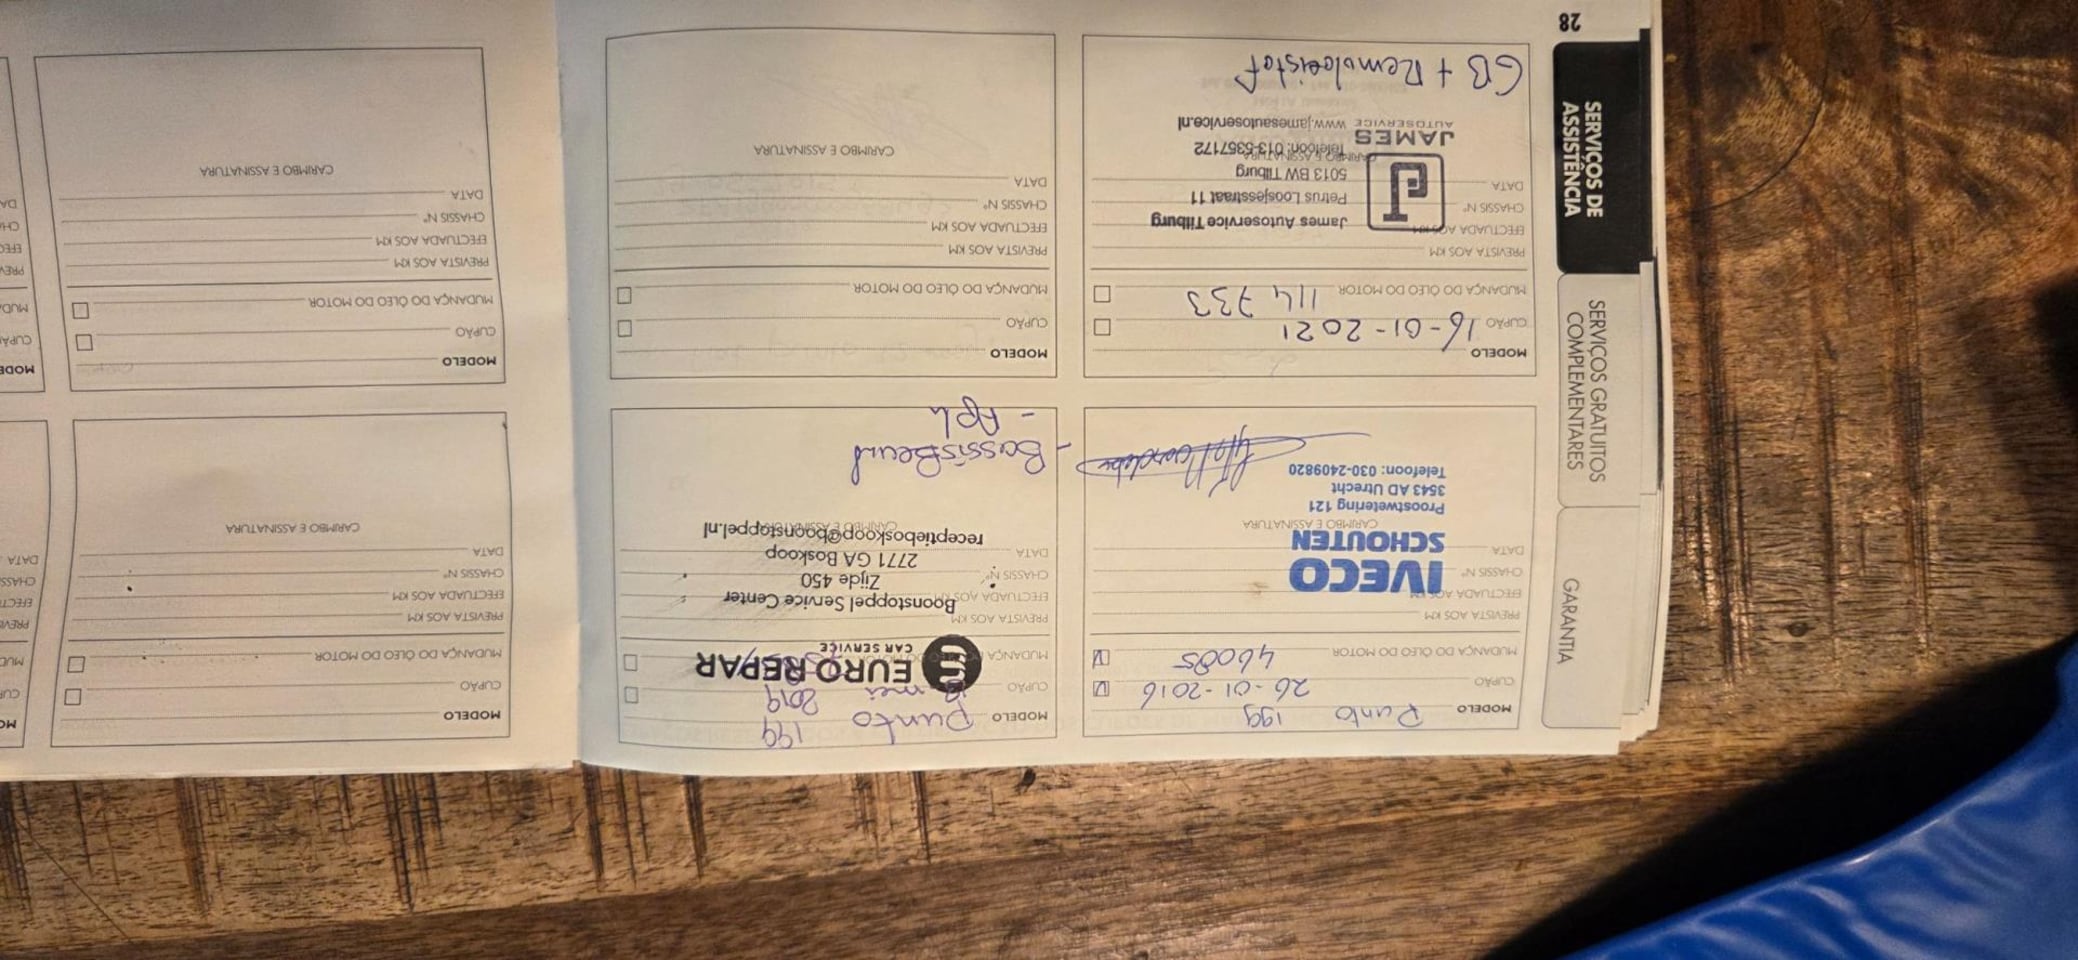 GARANTIA
SERVIÇOS GRATUITOS
COMPLEMENTARES
SERVIÇOS DE
ASSISTÊNCIA
28
MODELO Punto 199
CUPÃO 26-01-2016
MUDANÇA DO ÓLEO DO MOTOR 46085
PREVISTA AOS KM
EFECTUADA AOS KM
CHASSIS Nº
DATA
IVECO
SCHOUTEN
CARIMBO E ASSINATURA
Proostwetering 121
3543 AD Utrecht
Telefoon: 030-2409820
MODELO Punto 199
CUPÃO mei 2019
MUDANÇA DO ÓLEO DO MOTOR
EURO REPAR
CAR SERVICE
PREVISTA AOS KM
EFECTUADA AOS KM
CHASSIS Nº
DATA
Boonstoppel Service Center
Zijde 450
2771 GA Boskoop
receptieboskoop@boonstoppel.nl
CARIMBO E ASSINATURA
- BassisBeurt
- APK
MODELO
CUPÃO
MUDANÇA DO ÓLEO DO MOTOR
PREVISTA AOS KM
EFECTUADA AOS KM
CHASSIS Nº
DATA
CARIMBO E ASSINATURA
MODELO
CUPÃO 16-01-2021
MUDANÇA DO ÓLEO DO MOTOR 114733
PREVISTA AOS KM
EFECTUADA AOS KM
CHASSIS Nº
DATA
CARIMBO E ASSINATURA
JAMES
AUTOSERVICE
James Autoservice Tilburg
Petrus Loosjesstraat 11
5013 BW Tilburg
Telefoon: 013-5357172
www.jamesautoservice.nl
GB + Remvloeistof
MODELO
CUPÃO
MUDANÇA DO ÓLEO DO MOTOR
PREVISTA AOS KM
EFECTUADA AOS KM
CHASSIS Nº
DATA
CARIMBO E ASSINATURA
MODELO
CUPÃO
MUDANÇA DO ÓLEO DO MOTOR
PREVISTA AOS KM
EFECTUADA AOS KM
CHASSIS Nº
DATA
CARIMBO E ASSINATURA